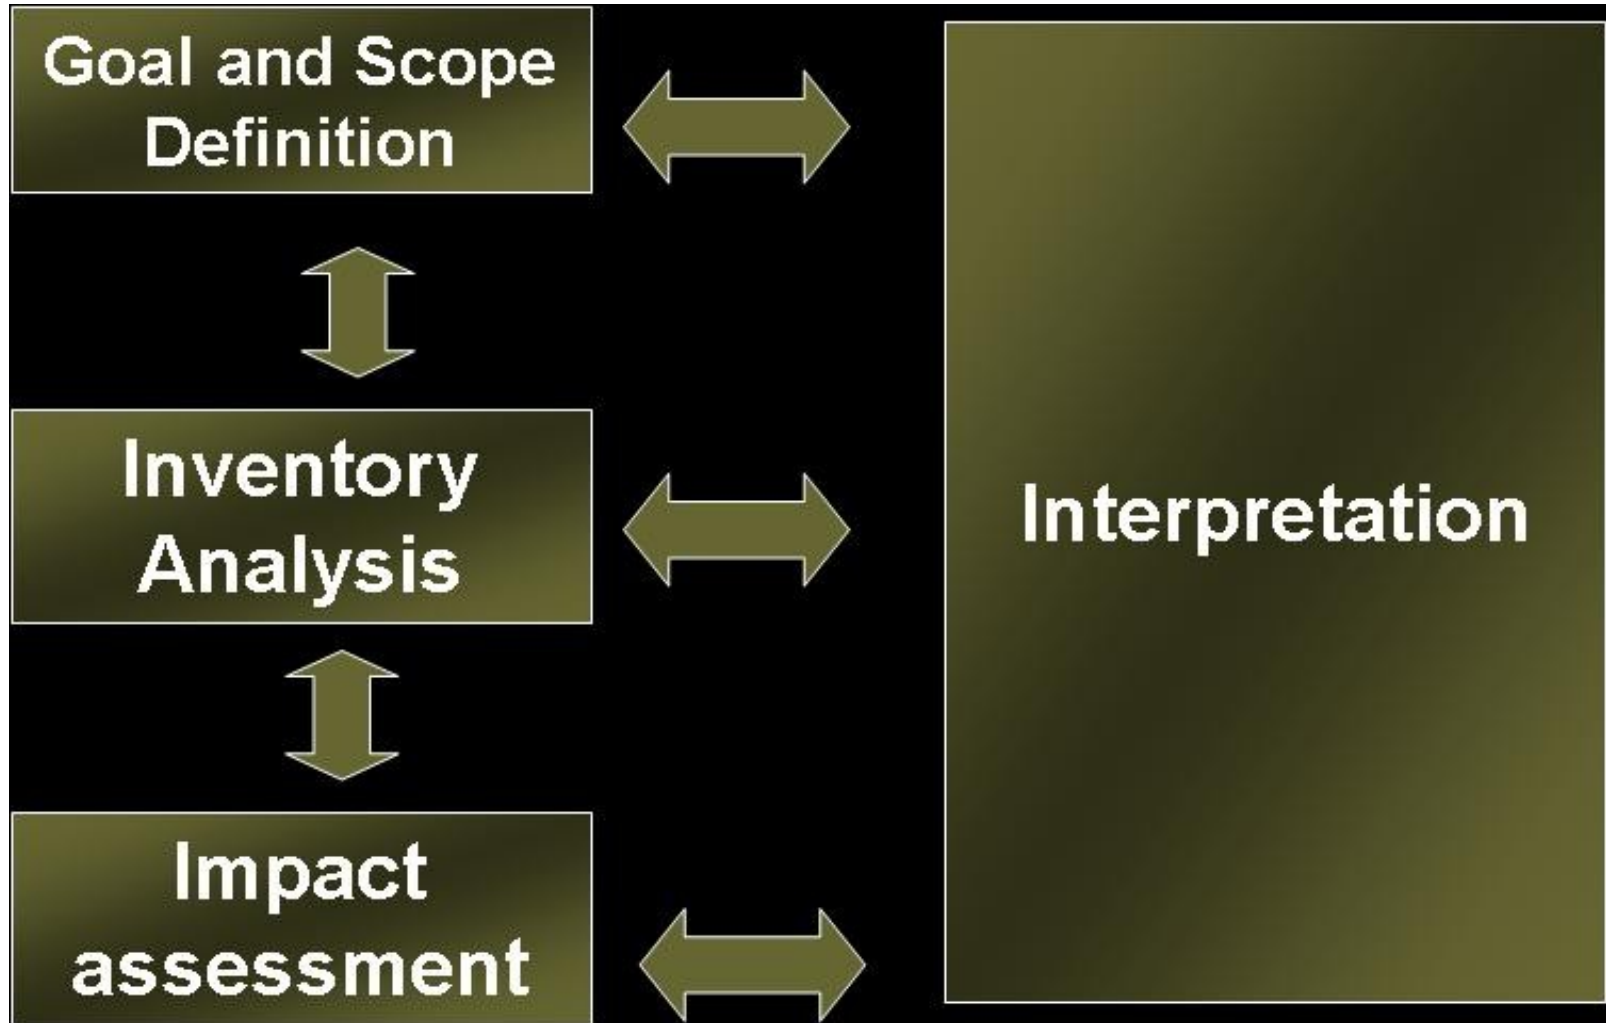 Goal and Scope
Definition
Inventory
Analysis
Interpretation
Impact
assessment